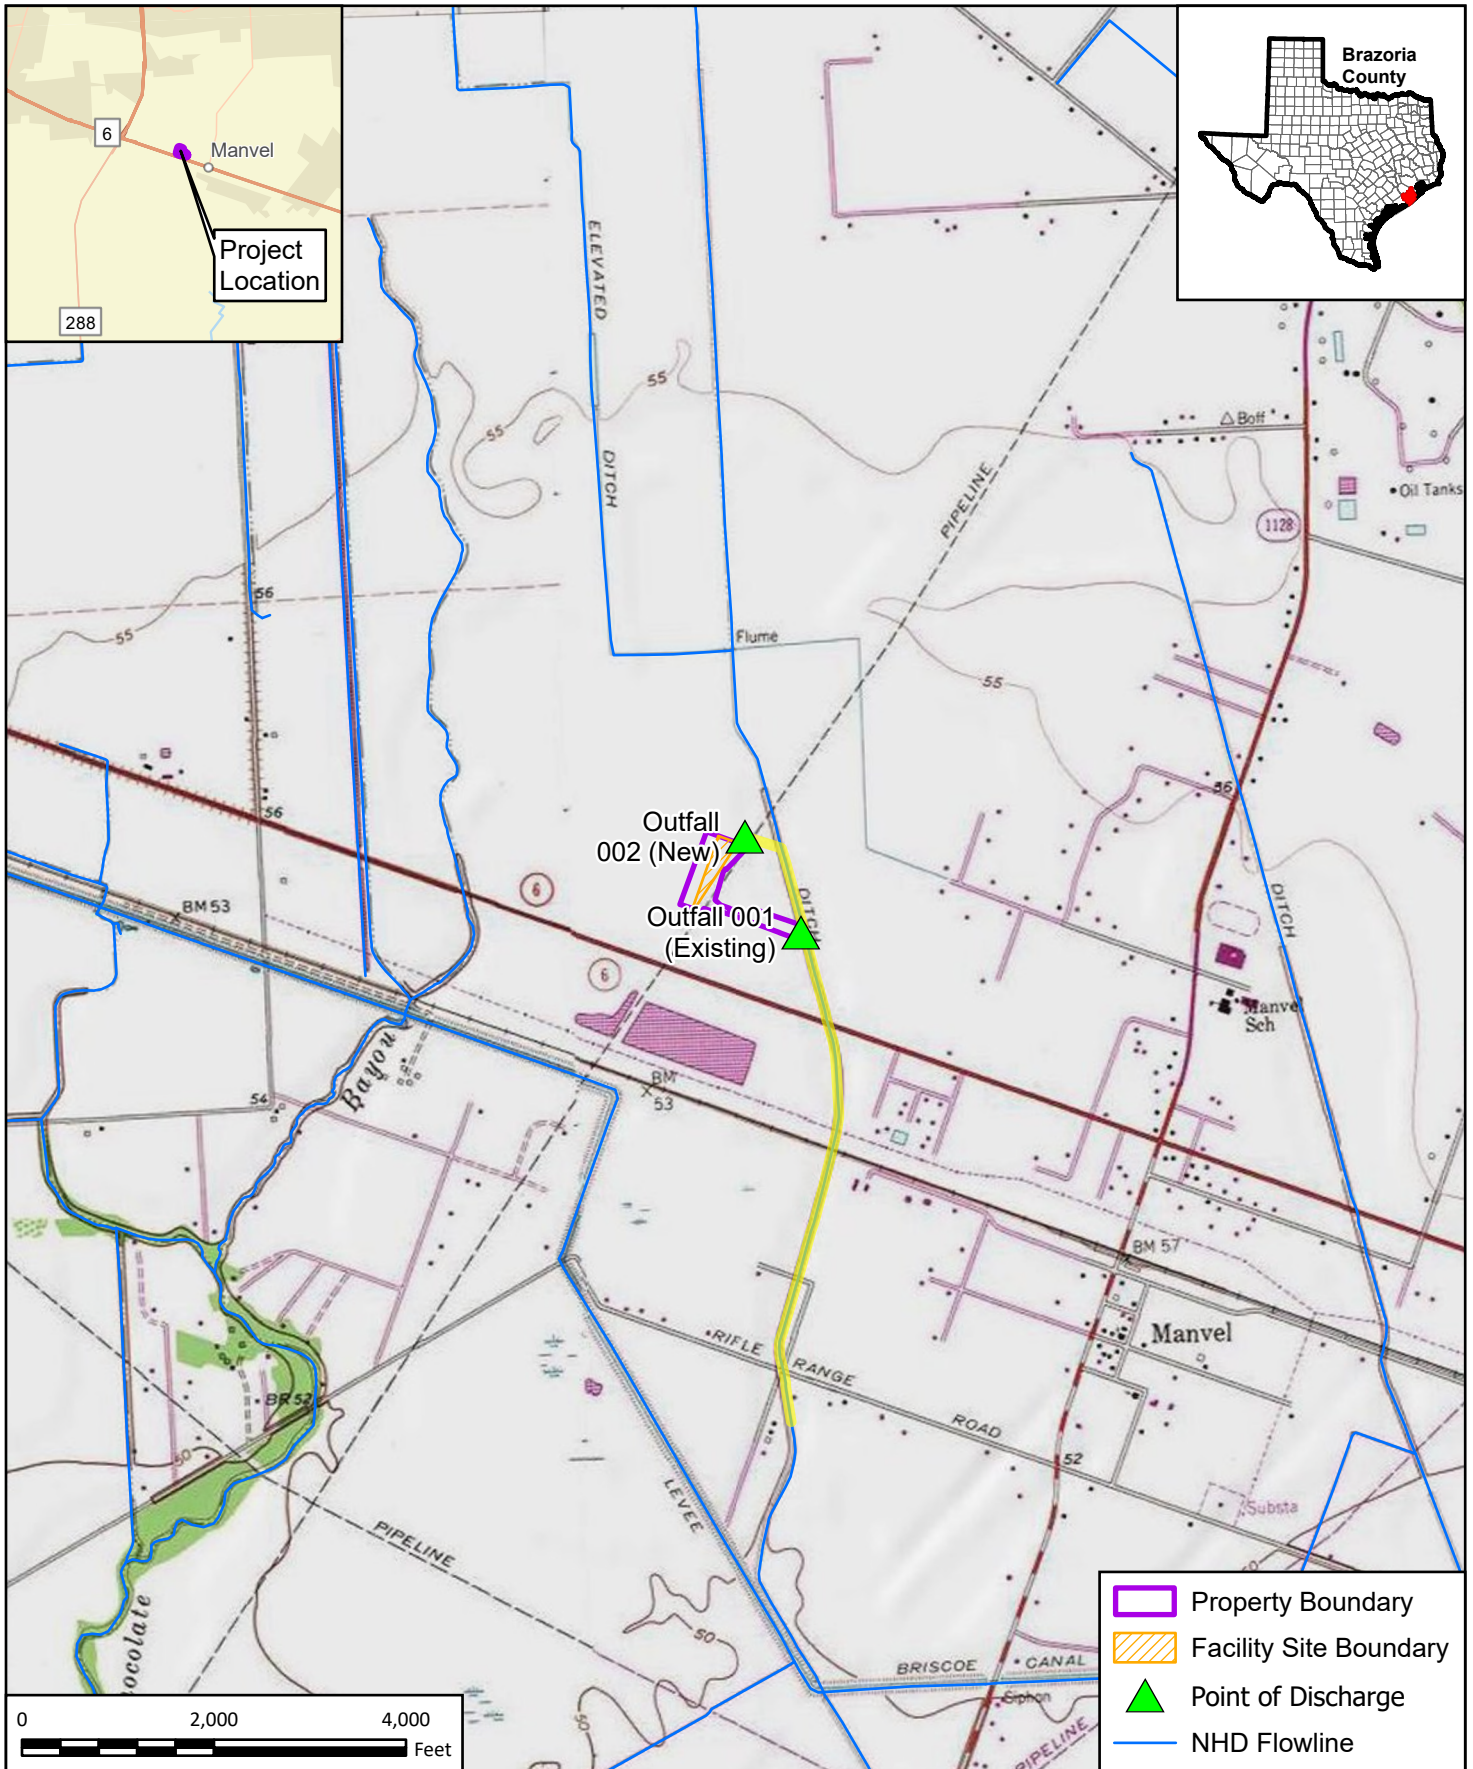 6
Manvel
Project
Location
288
Brazoria
County
ELEVATED
DITCH
55
55
PIPELINE
Boff
Oil Tanks
1128
Flume
56
55
55
56
56
Outfall
002 (New)
Outfall 001
(Existing)
DITCH
DITCH
6
6
BM 53
Manvel
Sch
Bayou
BM
53
54
BM 57
Manvel
RIFLE RANGE ROAD
BR 52
50
52
LEVEE
Substa
PIPELINE
50
50
BRISCOE CANAL
Siphon
PIPELINE
ocolate
0 2,000 4,000
Feet
Property Boundary
Facility Site Boundary
Point of Discharge
NHD Flowline